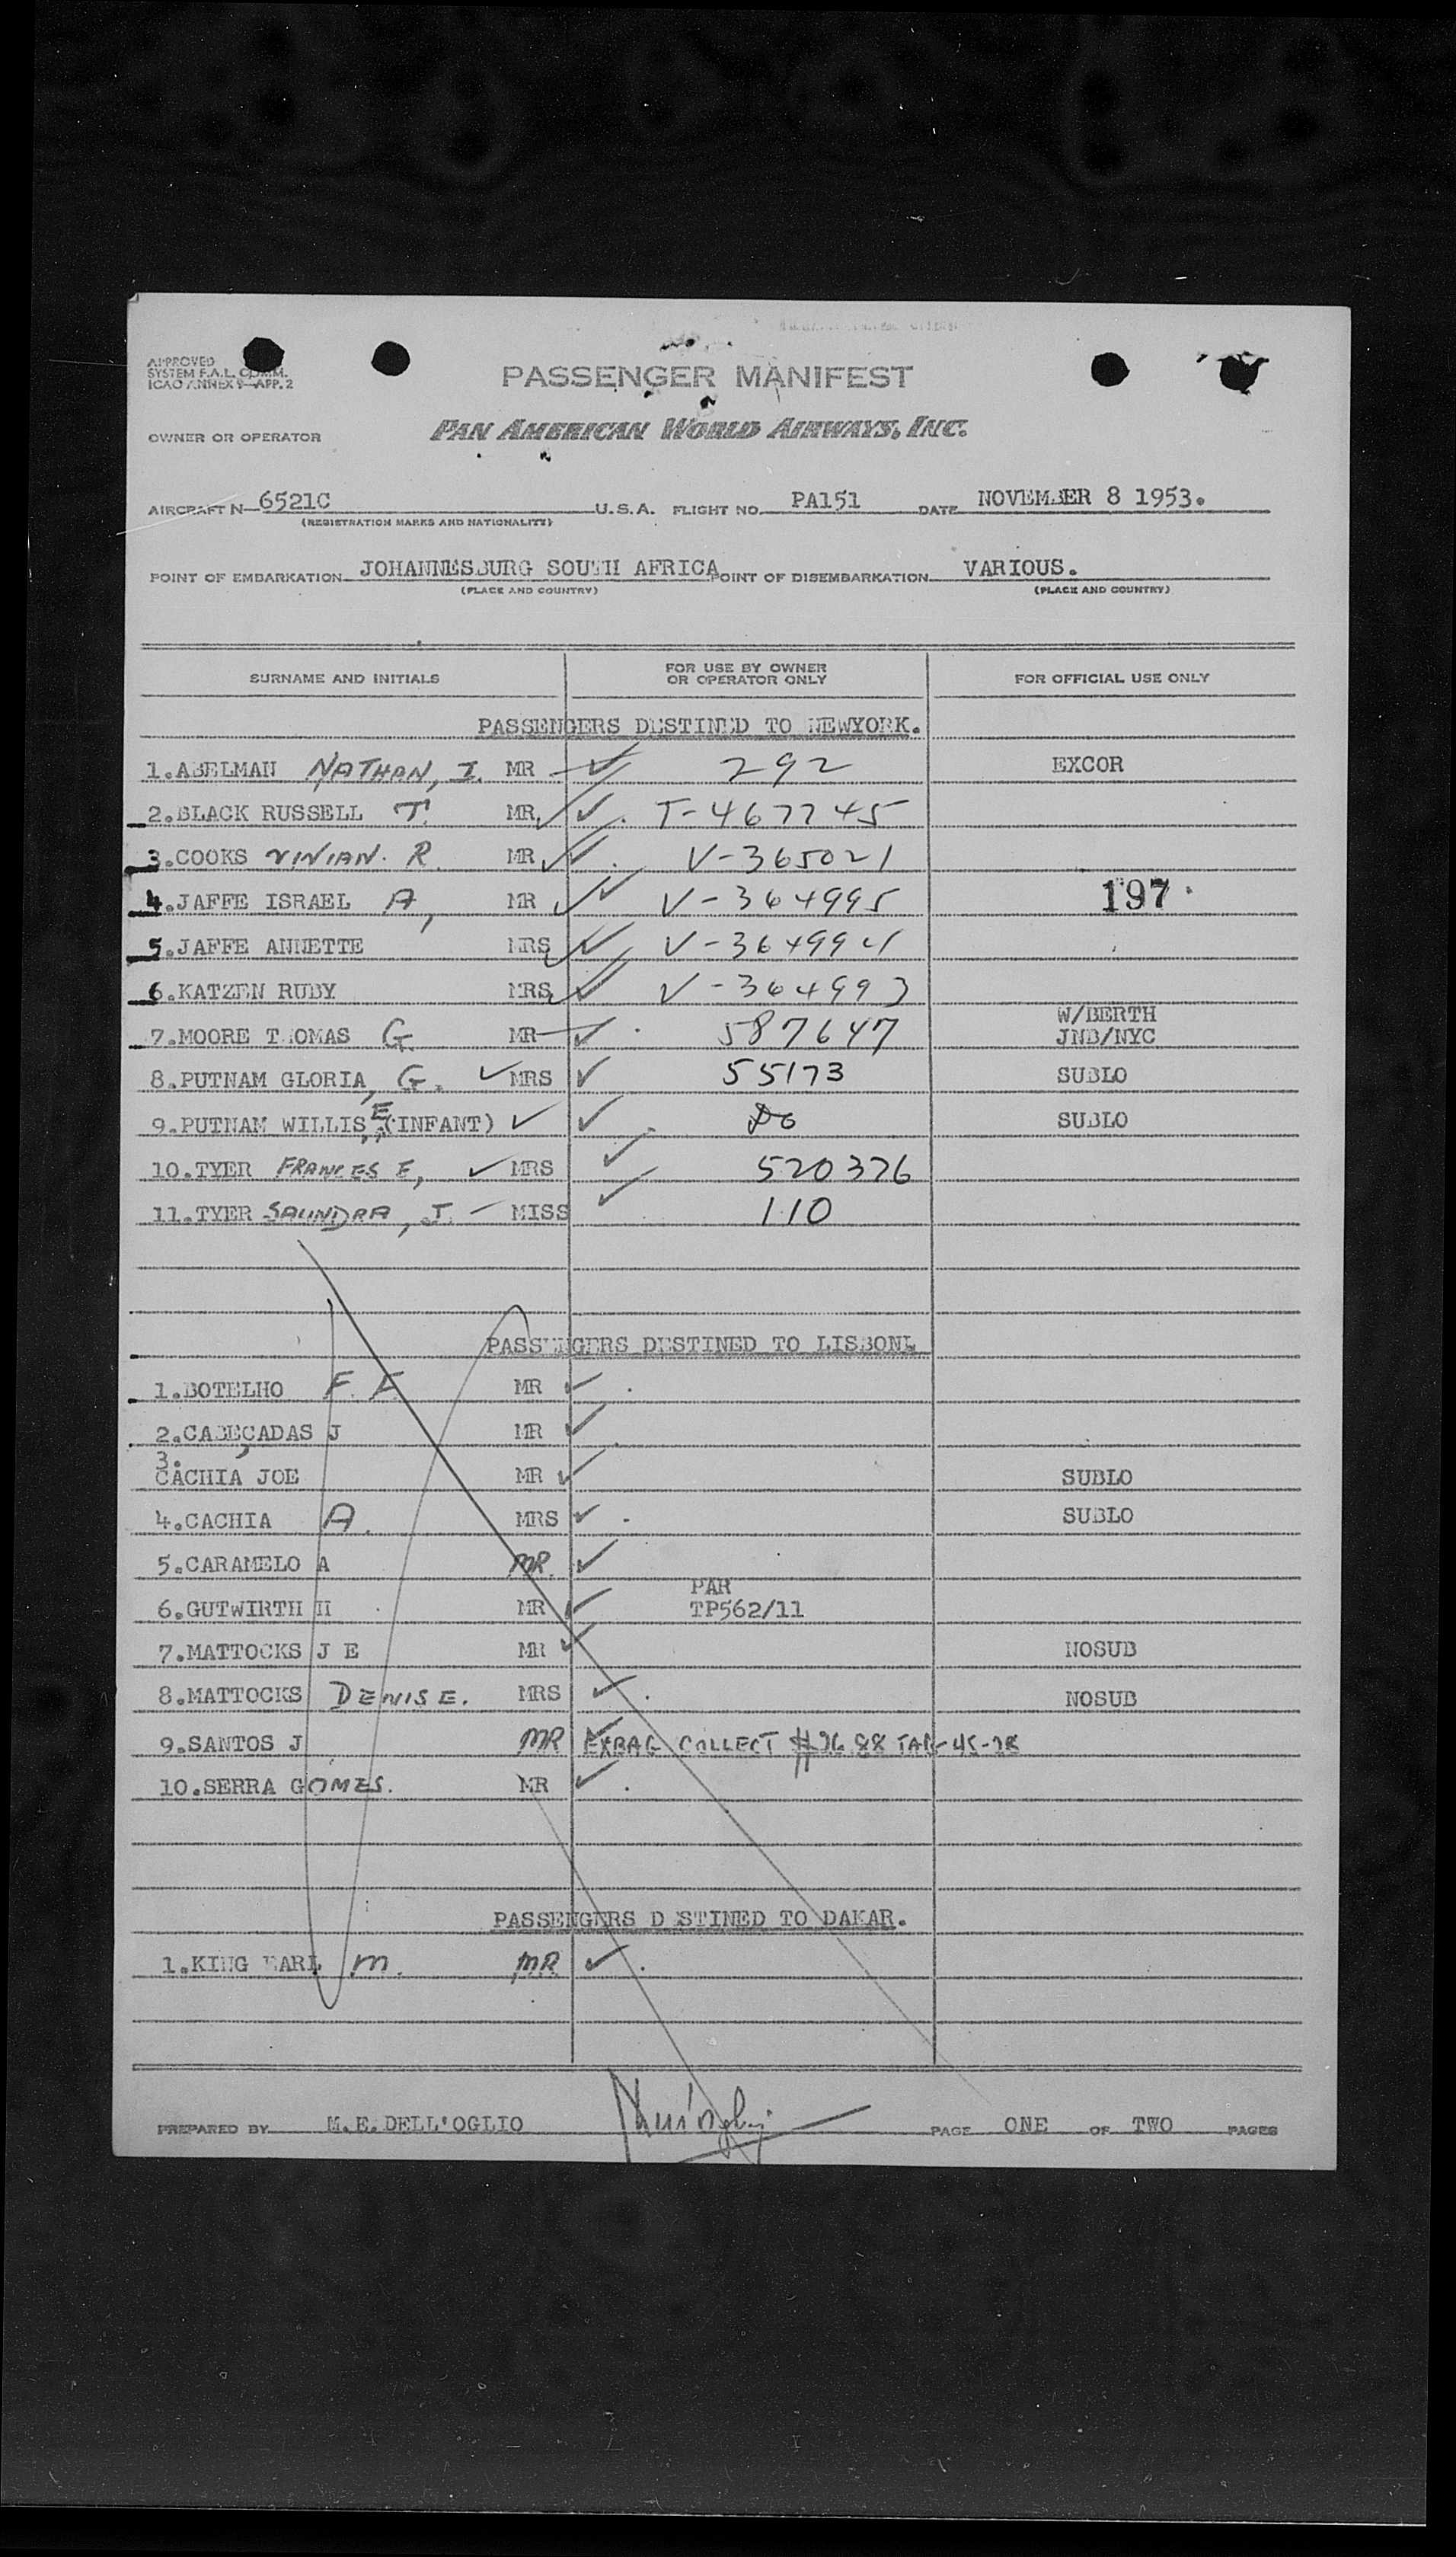 APPROVED
SYSTEM F.A.L. COMM.
ICAO ANNEX 9—APP. 2
PASSENGER MANIFEST
OWNER OR OPERATOR PAN AMERICAN WORLD AIRWAYS, INC.
AIRCRAFT N—6521C U.S.A. FLIGHT NO. PA151 DATE NOVEMBER 8 1953.
(REGISTRATION MARKS AND NATIONALITY)
POINT OF EMBARKATION JOHANNESBURG SOUTH AFRICA POINT OF DISEMBARKATION VARIOUS.
(PLACE AND COUNTRY) (PLACE AND COUNTRY)
SURNAME AND INITIALS FOR USE BY OWNER OR OPERATOR ONLY FOR OFFICIAL USE ONLY
PASSENGERS DESTINED TO NEWYORK.
1.ABELMAN NATHAN, I. MR 292 EXCOR
2.BLACK RUSSELL T. MR. T-467745
3.COOKS VIVIAN. R. MR V-365021
4.JAFFE ISRAEL A, MR V-364995 197
5.JAFFE ANNETTE MRS V-364994
6.KATZEN RUBY MRS V-364993
7.MOORE THOMAS G. MR 587647 W/BERTH JNB/NYC
8.PUTNAM GLORIA, G. MRS 55173 SUBLO
9.PUTNAM WILLIS, E (INFANT) Do SUBLO
10.TYER FRANCES E, MRS 520376
11.TYER SAUNDRA, J. MISS 110
PASSENGERS DESTINED TO LISBON.
1.BOTELHO F. F. MR
2.CABEÇADAS J MR
3.CACHIA JOE MR SUBLO
4.CACHIA A. MRS SUBLO
5.CARAMELO A MR.
6.GUTWIRTH H MR PAR TP562/11
7.MATTOCKS J E MR NOSUB
8.MATTOCKS DENISE. MRS NOSUB
9.SANTOS J MR EXBAG COLLECT
10.SERRA GOMES. MR
PASSENGERS DESTINED TO DAKAR.
1.KING EARL M. MR
PREPARED BY M.E.DELL'OGLIO PAGE ONE OF TWO PAGES